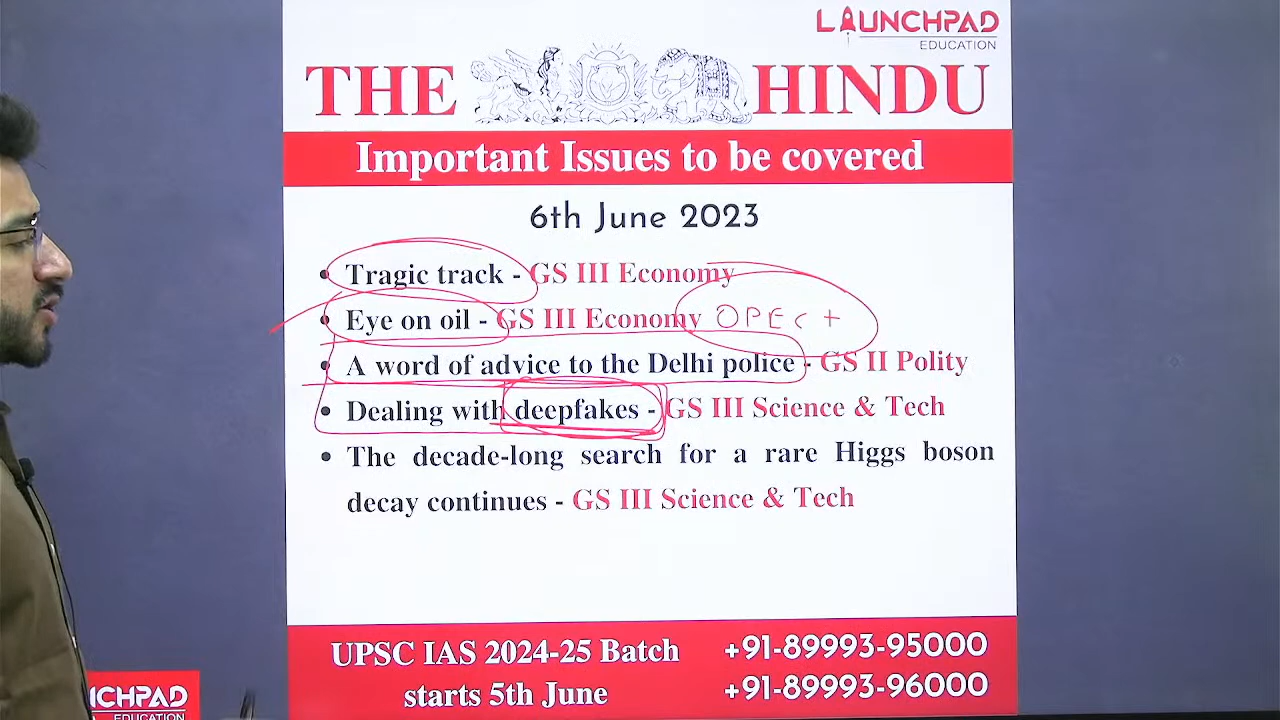 LAUNCHPAD
EDUCATION
THE HINDU
Important Issues to be covered
6th June 2023
• Tragic track - GS III Economy
• Eye on oil - GS III Economy OPEC +
• A word of advice to the Delhi police - GS II Polity
• Dealing with deepfakes - GS III Science & Tech
• The decade-long search for a rare Higgs boson
decay continues - GS III Science & Tech
UPSC IAS 2024-25 Batch +91-89993-95000
starts 5th June +91-89993-96000
NCHPAD
EDUCATION